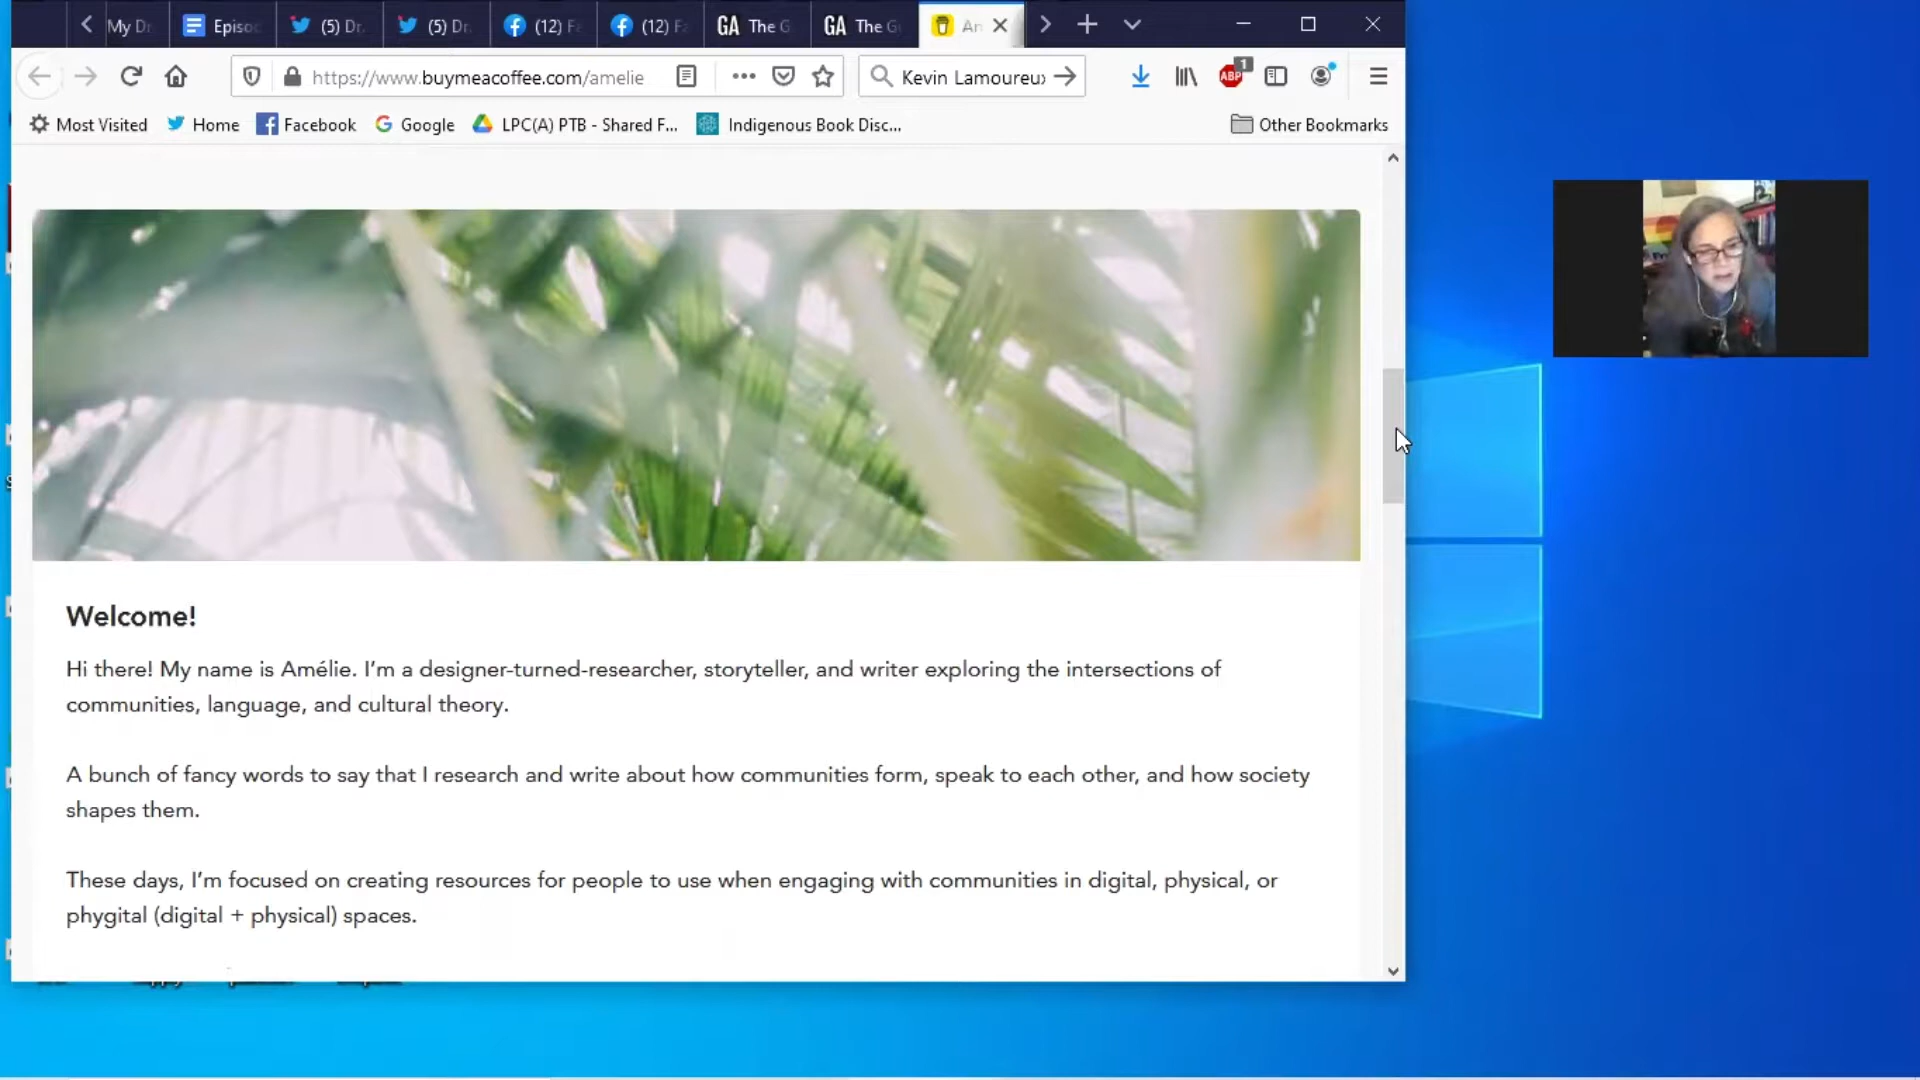 My D
Episo
(5) Dr.
(5) Dr.
(12) Fa
(12) Fa
GA The G
GA The G
An
https://www.buymeacoffee.com/amelie
Kevin Lamoureux
ABP
1
Most Visited
Home
Facebook
Google
LPC(A) PTB - Shared F...
Indigenous Book Disc...
Other Bookmarks
Welcome!
Hi there! My name is Amélie. I’m a designer-turned-researcher, storyteller, and writer exploring the intersections of
communities, language, and cultural theory.
A bunch of fancy words to say that I research and write about how communities form, speak to each other, and how society
shapes them.
These days, I’m focused on creating resources for people to use when engaging with communities in digital, physical, or
phygital (digital + physical) spaces.